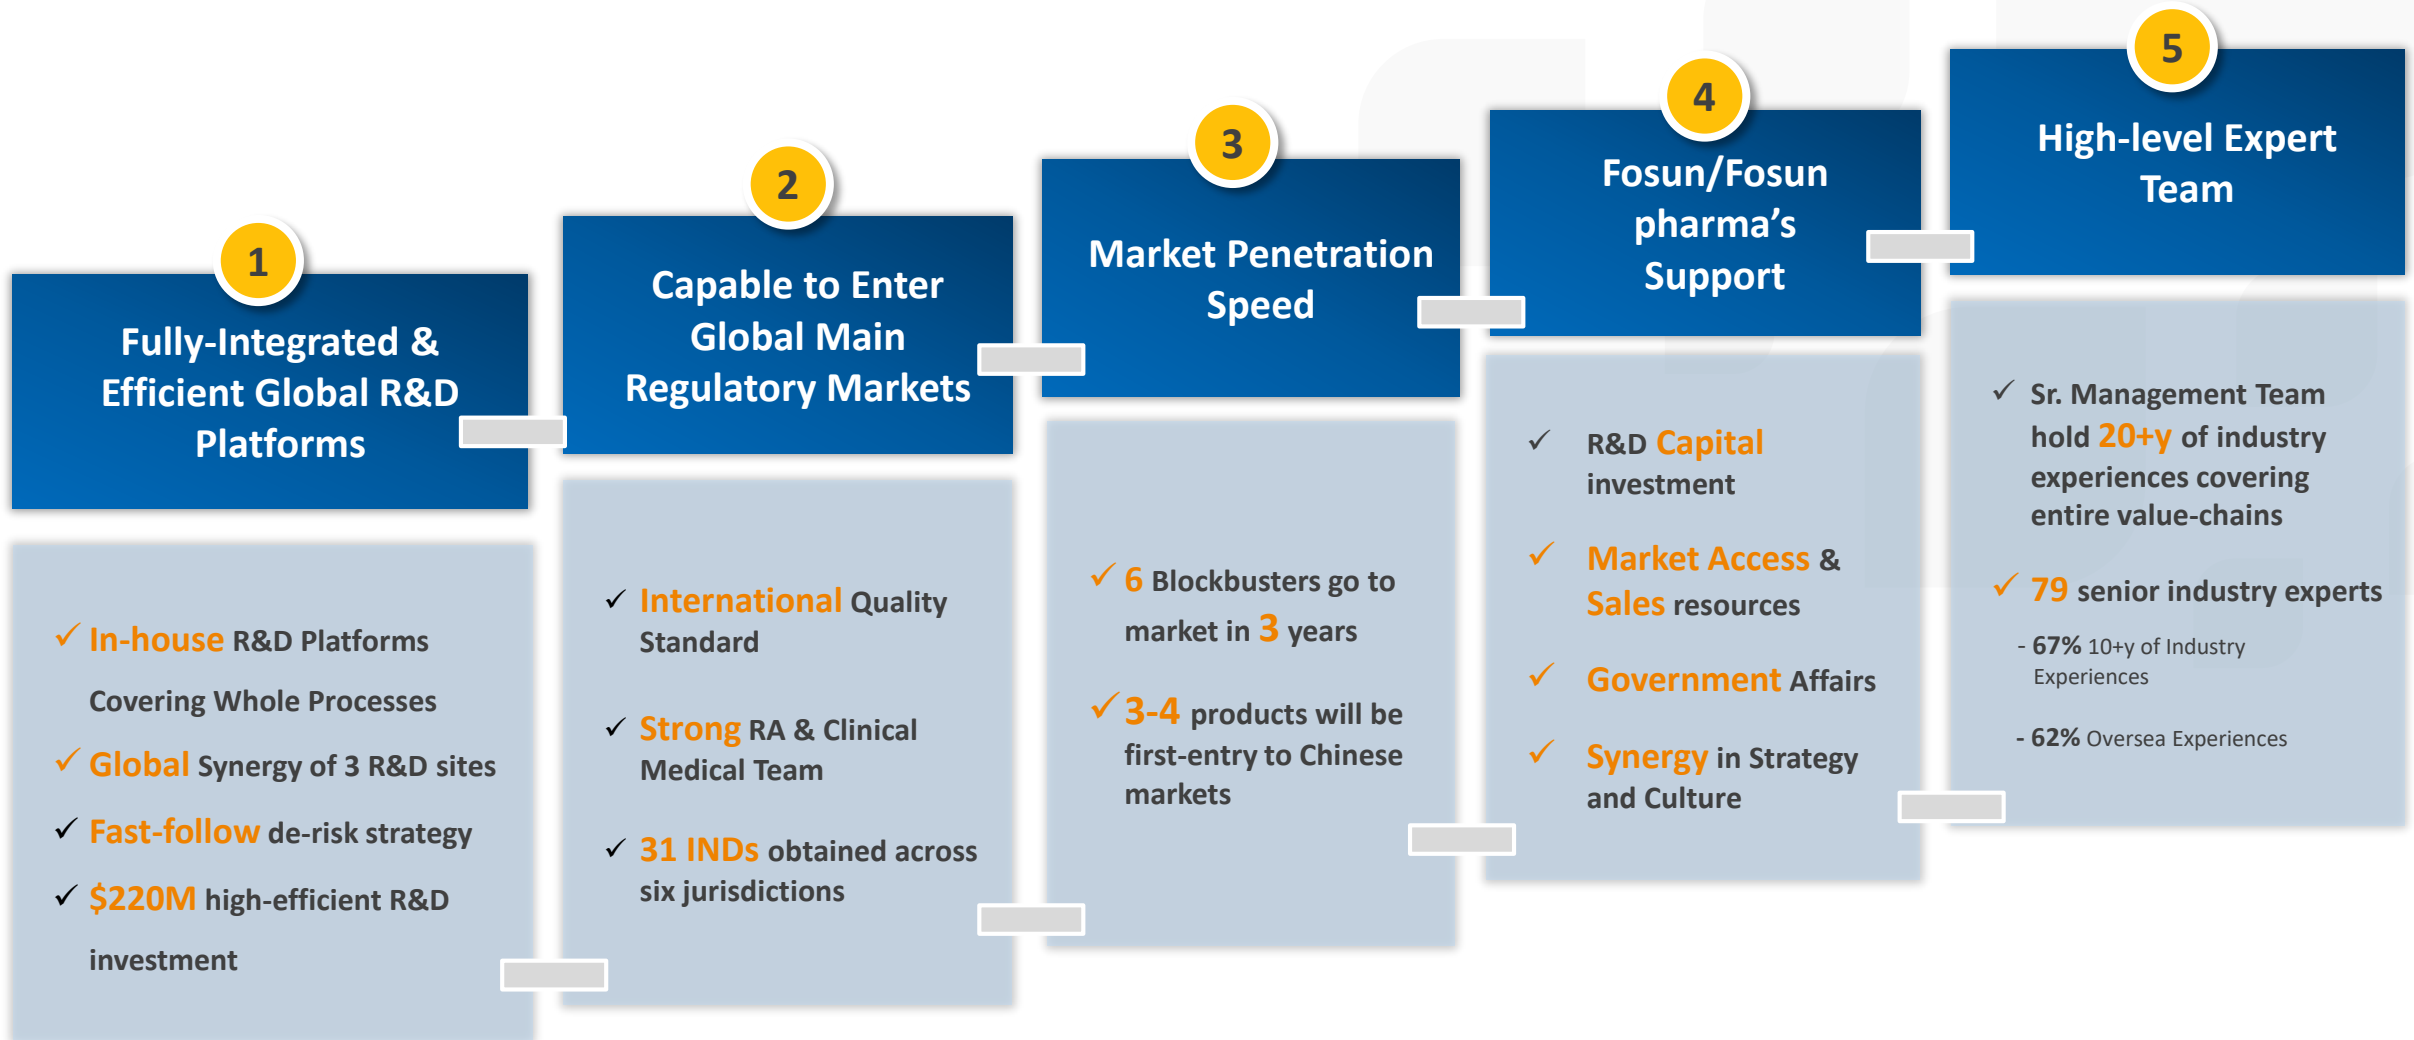 1
Fully-Integrated &
Efficient Global R&D
Platforms
✓ In-house R&D Platforms
Covering Whole Processes
✓ Global Synergy of 3 R&D sites
✓ Fast-follow de-risk strategy
✓ $220M high-efficient R&D
investment
2
Capable to Enter
Global Main
Regulatory Markets
✓ International Quality
Standard
✓ Strong RA & Clinical
Medical Team
✓ 31 INDs obtained across
six jurisdictions
3
Market Penetration
Speed
✓ 6 Blockbusters go to
market in 3 years
✓ 3-4 products will be
first-entry to Chinese
markets
4
Fosun/Fosun
pharma’s
Support
✓ R&D Capital
investment
✓ Market Access &
Sales resources
✓ Government Affairs
✓ Synergy in Strategy
and Culture
5
High-level Expert
Team
✓ Sr. Management Team
hold 20+y of industry
experiences covering
entire value-chains
✓ 79 senior industry experts
- 67% 10+y of Industry
Experiences
- 62% Oversea Experiences